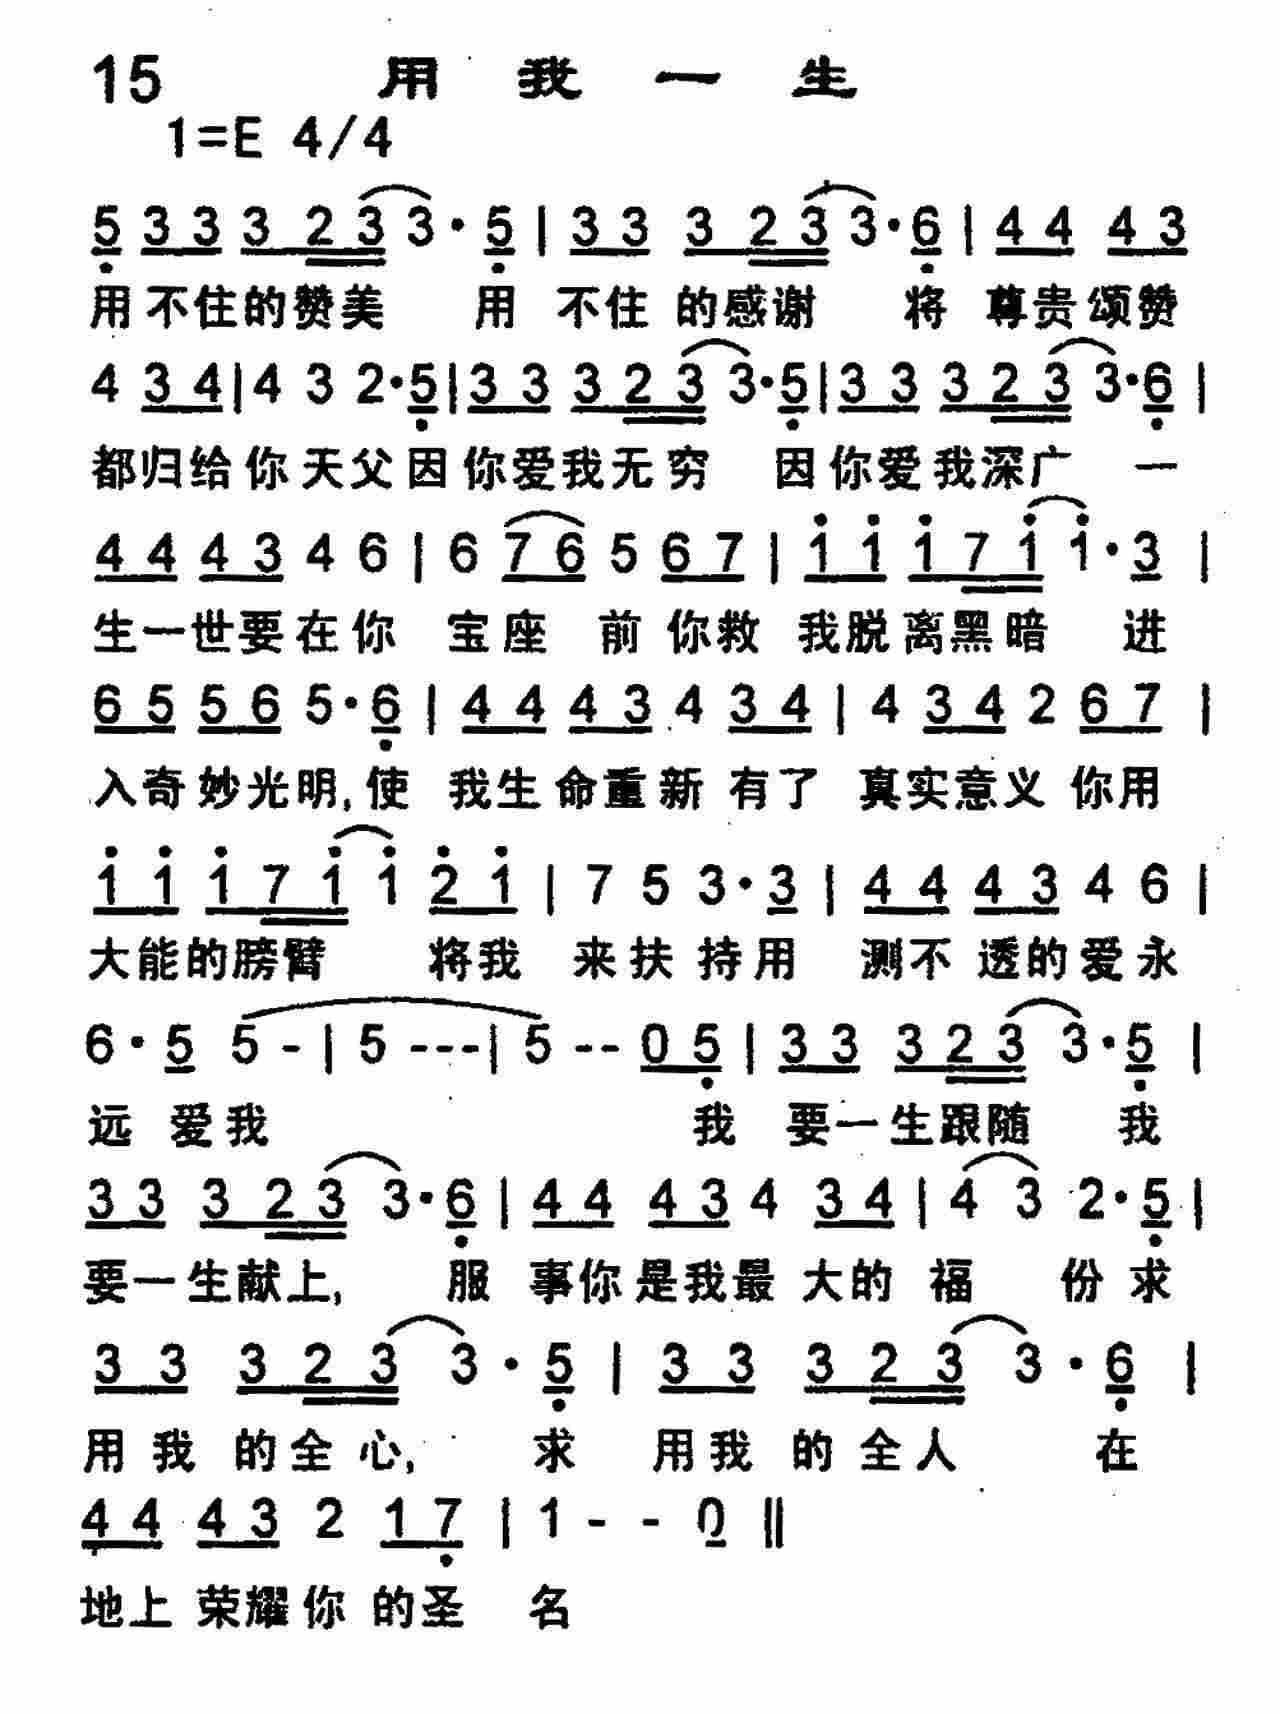 15 用我一生
1=E 4/4
5 3 3 3 2 3 3· 5 | 3 3 3 2 3 3· 6 | 4 4 4 3
用不住的赞美 用不住的感谢 将尊贵颂赞
4 3 4 | 4 3 2· 5 | 3 3 3 2 3 3· 5 | 3 3 3 2 3 3· 6 |
都归给你天父因你爱我无穷 因你爱我深广 一
4 4 4 3 4 6 | 6 7 6 5 6 7 | 1 1 1 7 1 1· 3 |
生一世要在你 宝座 前 你救 我脱离黑暗 进
6 5 5 6 5· 6 | 4 4 4 3 4 3 4 | 4 3 4 2 6 7 |
入奇妙光明,使 我生命重新 有了 真实意义 你用
1 1 1 7 1 1 2 1 | 7 5 3· 3 | 4 4 4 3 4 6 |
大能的膀臂 将我 来扶持用 测不透的爱永
6· 5 5 - | 5 - - - | 5 - - 0 5 | 3 3 3 2 3 3· 5 |
远 爱我 我 要一生跟随 我
3 3 3 2 3 3· 6 | 4 4 4 3 4 3 4 | 4 3 2· 5 |
要一生献上, 服 事你是我最 大的 福 份求
3 3 3 2 3 3· 5 | 3 3 3 2 3 3· 6 |
用我的全心, 求 用我的全人 在
4 4 4 3 2 1 7 | 1 - - 0 ‖
地上 荣耀你 的圣 名